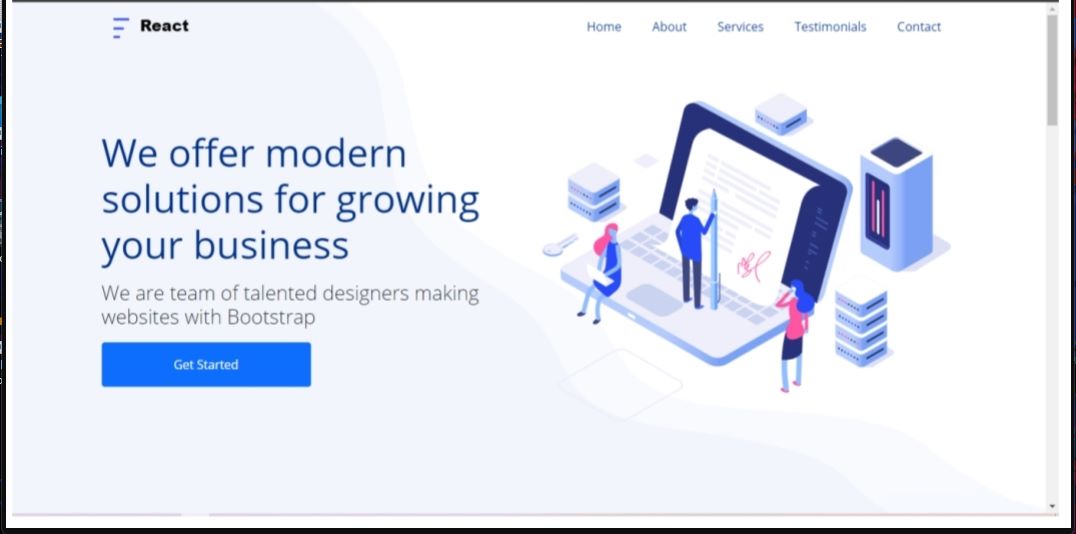 React
Home About Services Testimonials Contact
We offer modern
solutions for growing
your business
We are team of talented designers making
websites with Bootstrap
Get Started